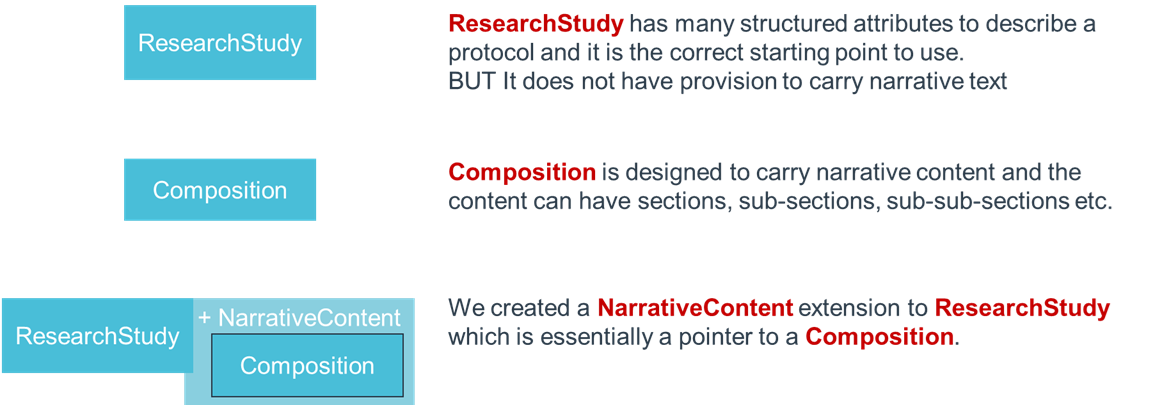 ResearchStudy
ResearchStudy has many structured attributes to describe a
protocol and it is the correct starting point to use.
BUT It does not have provision to carry narrative text
Composition
Composition is designed to carry narrative content and the
content can have sections, sub-sections, sub-sub-sections etc.
ResearchStudy
+ NarrativeContent
Composition
We created a NarrativeContent extension to ResearchStudy
which is essentially a pointer to a Composition.